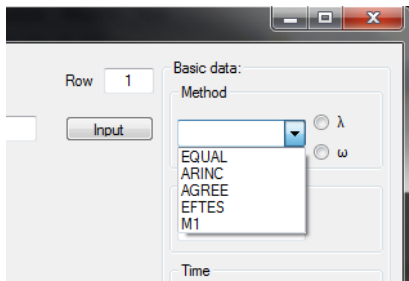 Row 1
Input
Basic data:
Method
λ
ω
EQUAL
ARINC
AGREE
EFTES
M1
Time